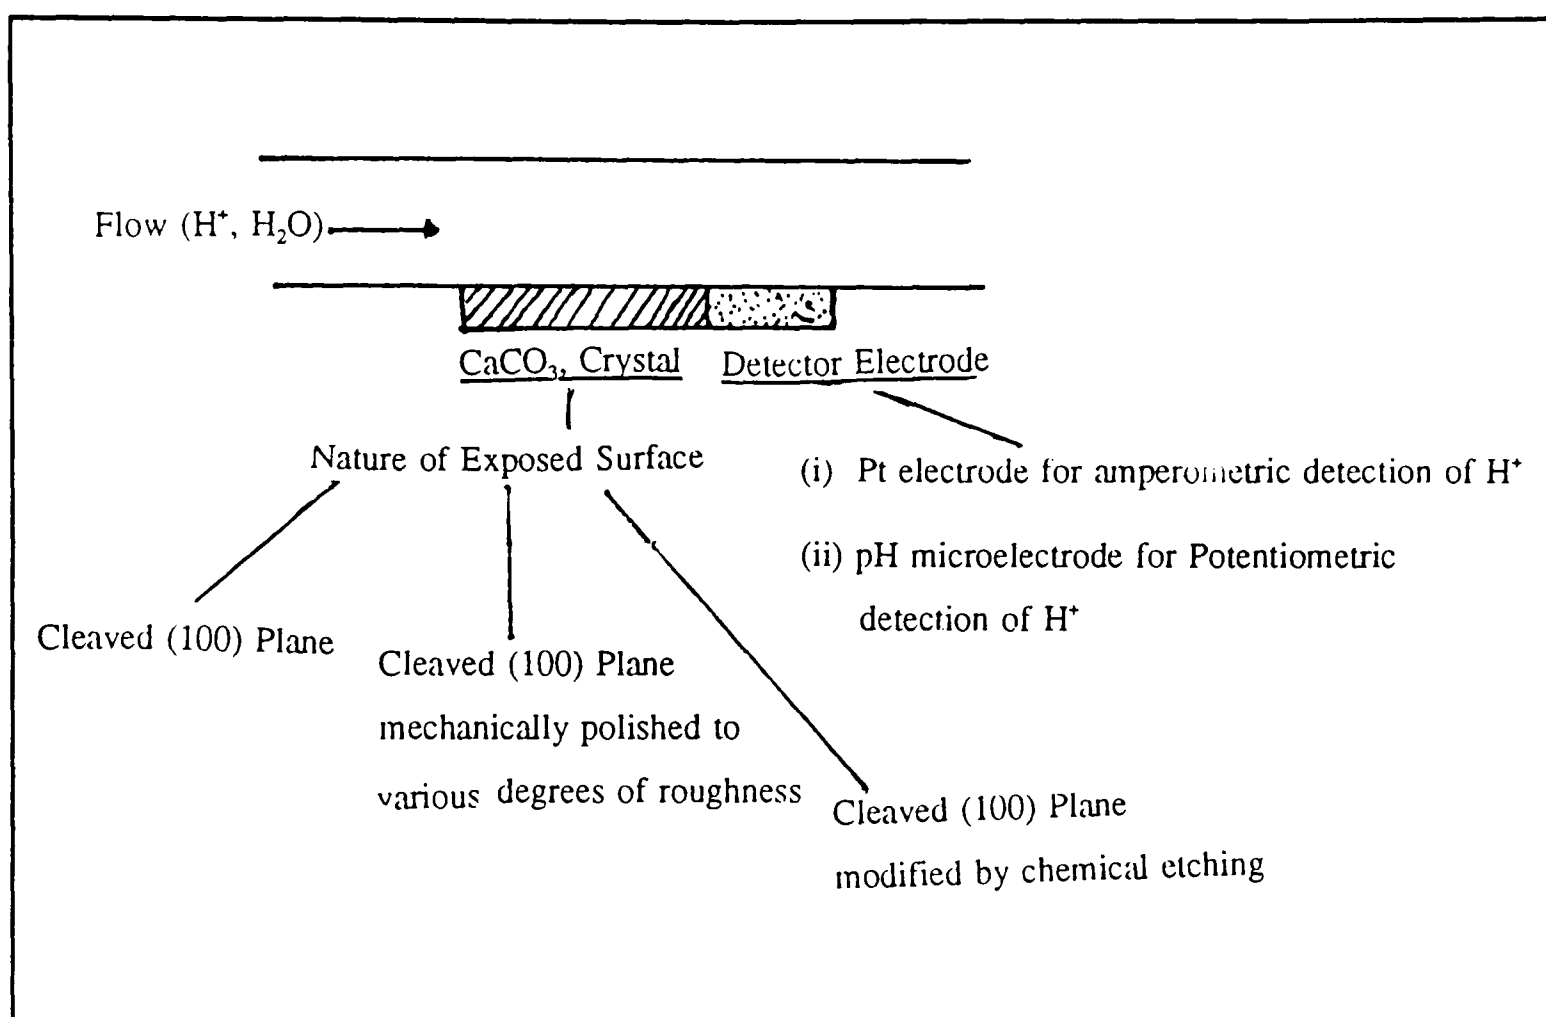 Flow (H⁺, H₂O)
CaCO₃, Crystal
Detector Electrode
Nature of Exposed Surface
(i) Pt electrode for amperometric detection of H⁺
(ii) pH microelectrode for Potentiometric
detection of H⁺
Cleaved (100) Plane
Cleaved (100) Plane
mechanically polished to
various degrees of roughness
Cleaved (100) Plane
modified by chemical etching